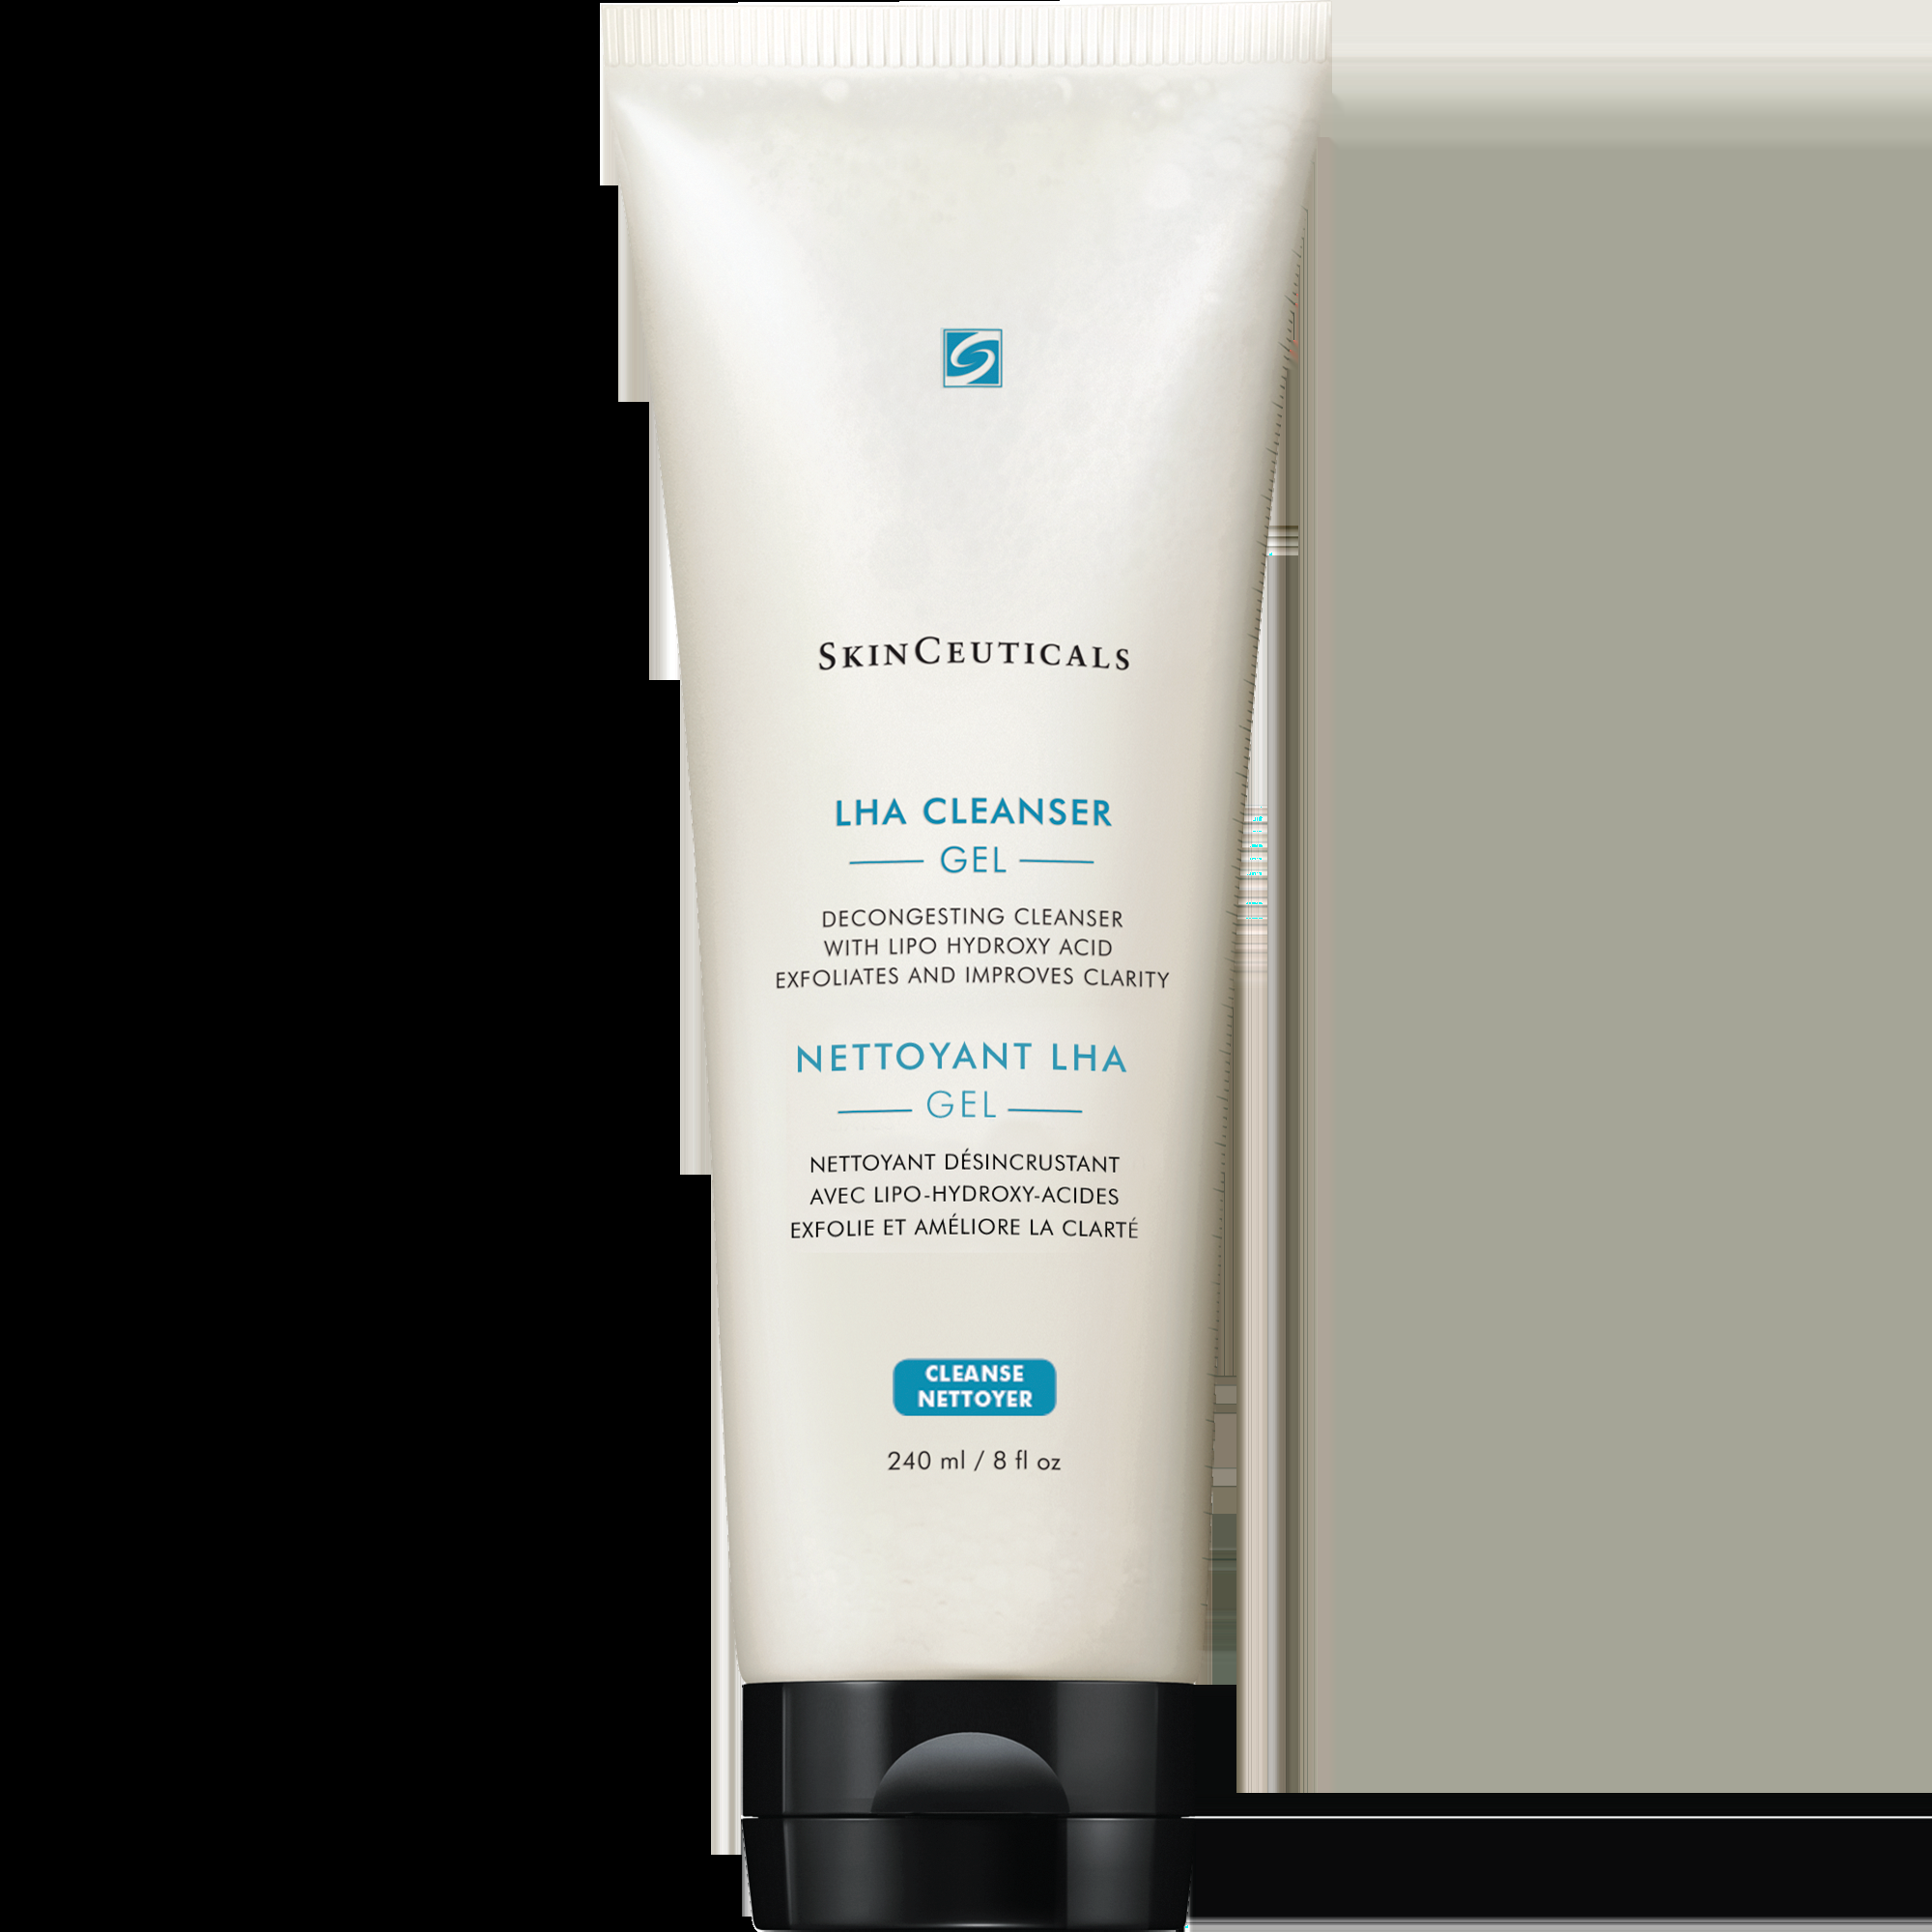 SKINCEUTICALS
LHA CLEANSER
GEL
DECONGESTING CLEANSER
WITH LIPO HYDROXY ACID
EXFOLIATES AND IMPROVES CLARITY
NETTOYANT LHA
GEL
NETTOYANT DÉSINCRUSTANT
AVEC LIPO-HYDROXY-ACIDES
EXFOLIE ET AMÉLIORE LA CLARTÉ
CLEANSE
NETTOYER
240 ml / 8 fl oz